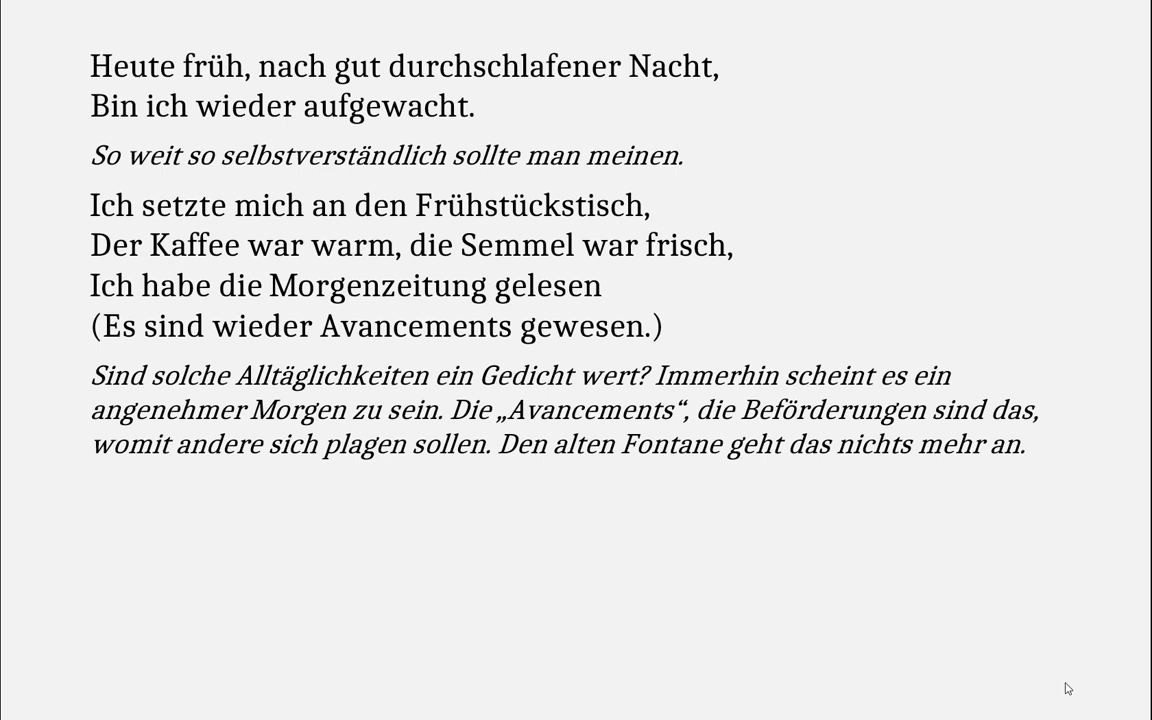 Heute früh, nach gut durchschlafener Nacht,
Bin ich wieder aufgewacht.
So weit so selbstverständlich sollte man meinen.
Ich setzte mich an den Frühstückstisch,
Der Kaffee war warm, die Semmel war frisch,
Ich habe die Morgenzeitung gelesen
(Es sind wieder Avancements gewesen.)
Sind solche Alltäglichkeiten ein Gedicht wert? Immerhin scheint es ein
angenehmer Morgen zu sein. Die „Avancements“, die Beförderungen sind das,
womit andere sich plagen sollen. Den alten Fontane geht das nichts mehr an.